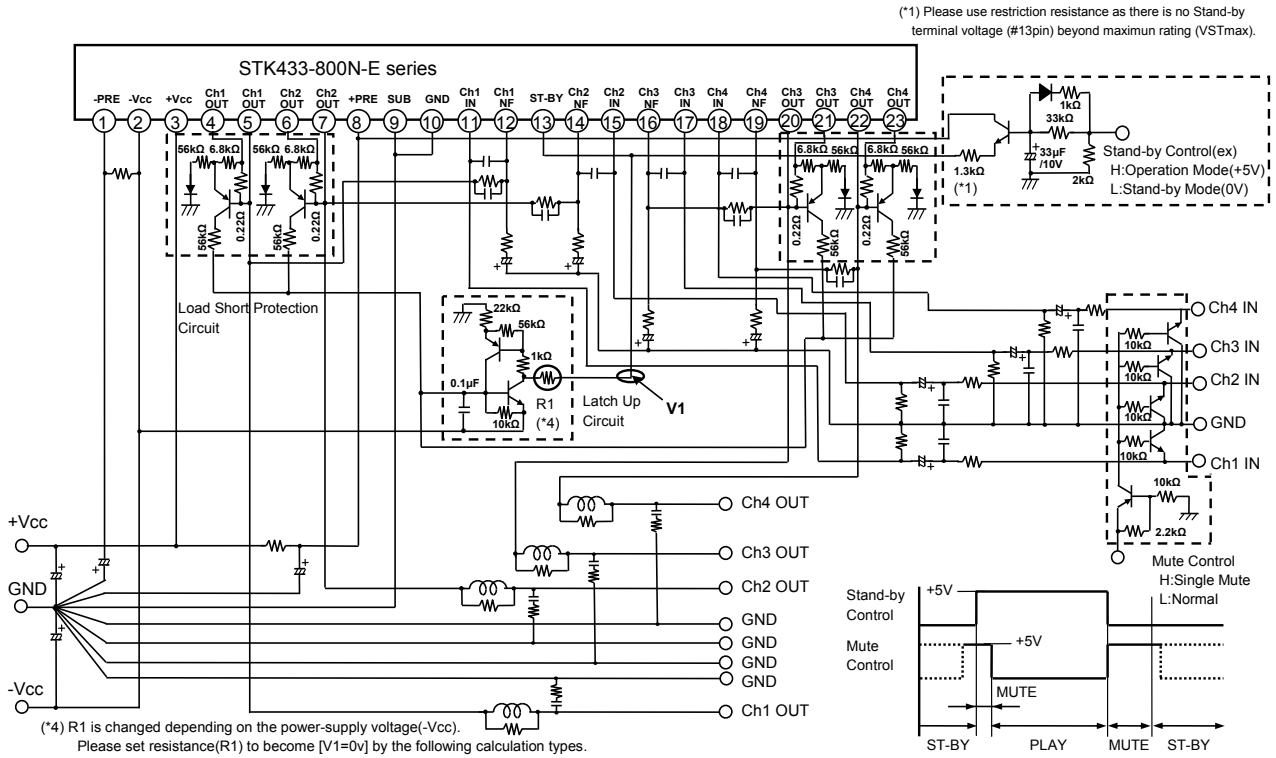 (*1) Please use restriction resistance as there is no Stand-by
terminal voltage (#13pin) beyond maximun rating (VSTmax).
STK433-800N-E series
-PRE -Vcc +Vcc Ch1 OUT Ch1 OUT Ch2 OUT Ch2 OUT +PRE SUB GND Ch1 IN Ch1 NF ST-BY Ch2 NF Ch2 IN Ch3 NF Ch3 IN Ch4 IN Ch4 NF Ch3 OUT Ch3 OUT Ch4 OUT Ch4 OUT
1 2 3 4 5 6 7 8 9 10 11 12 13 14 15 16 17 18 19 20 21 22 23
56kΩ 6.8kΩ 56kΩ 6.8kΩ
0.22Ω 0.22Ω
56kΩ 56kΩ
Load Short Protection
Circuit
6.8kΩ 56kΩ 6.8kΩ 56kΩ
0.22Ω 0.22Ω
56kΩ 56kΩ
1kΩ
33kΩ
33µF
/10V
2kΩ
1.3kΩ
(*1)
Stand-by Control(ex)
H:Operation Mode(+5V)
L:Stand-by Mode(0V)
22kΩ
56kΩ
1kΩ
0.1µF
10kΩ
R1
(*4)
Latch Up
Circuit
V1
Ch4 IN
10kΩ
Ch3 IN
10kΩ
Ch2 IN
10kΩ
GND
10kΩ
Ch1 IN
10kΩ
2.2kΩ
Mute Control
H:Single Mute
L:Normal
Ch4 OUT
Ch3 OUT
Ch2 OUT
GND
GND
GND
GND
Ch1 OUT
+Vcc
GND
-Vcc
(*4) R1 is changed depending on the power-supply voltage(-Vcc).
Please set resistance(R1) to become [V1=0v] by the following calculation types.
Stand-by
Control
+5V
Mute
Control
+5V
MUTE
ST-BY PLAY MUTE ST-BY